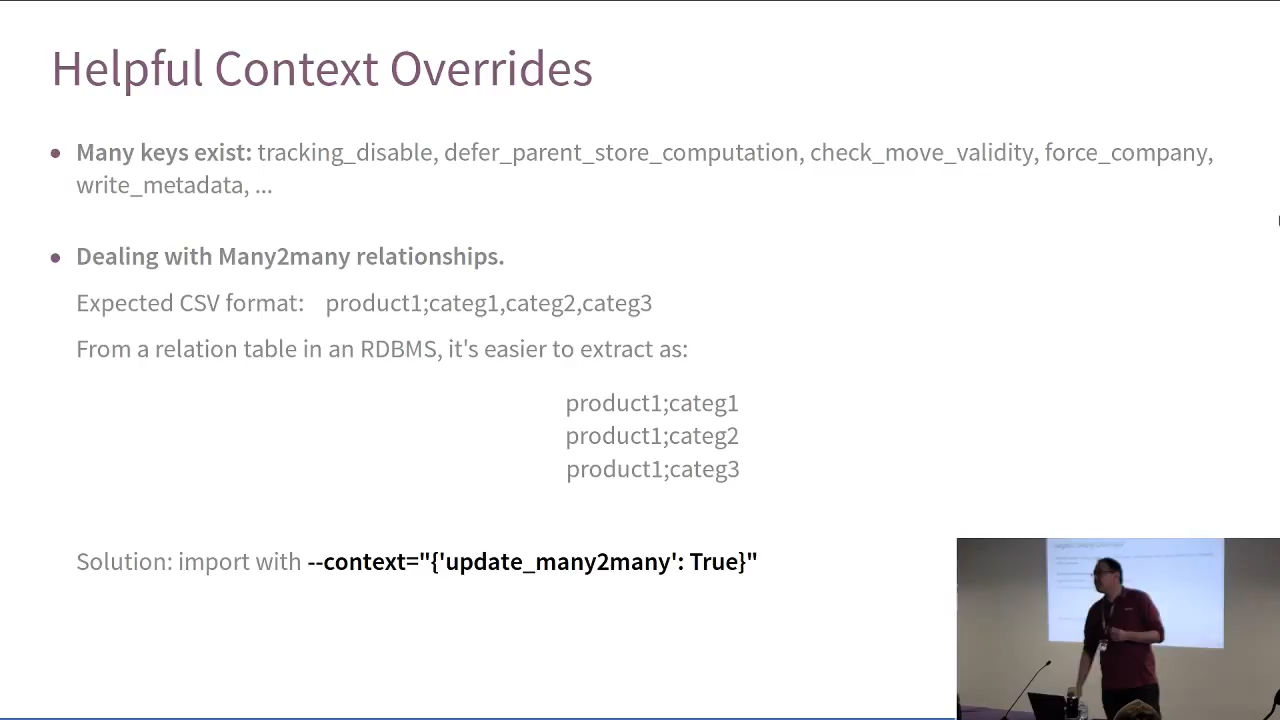 Helpful Context Overrides
• Many keys exist: tracking_disable, defer_parent_store_computation, check_move_validity, force_company,
write_metadata, ...
• Dealing with Many2many relationships.
Expected CSV format: product1;categ1,categ2,categ3
From a relation table in an RDBMS, it's easier to extract as:
product1;categ1
product1;categ2
product1;categ3
Solution: import with --context="{'update_many2many': True}"